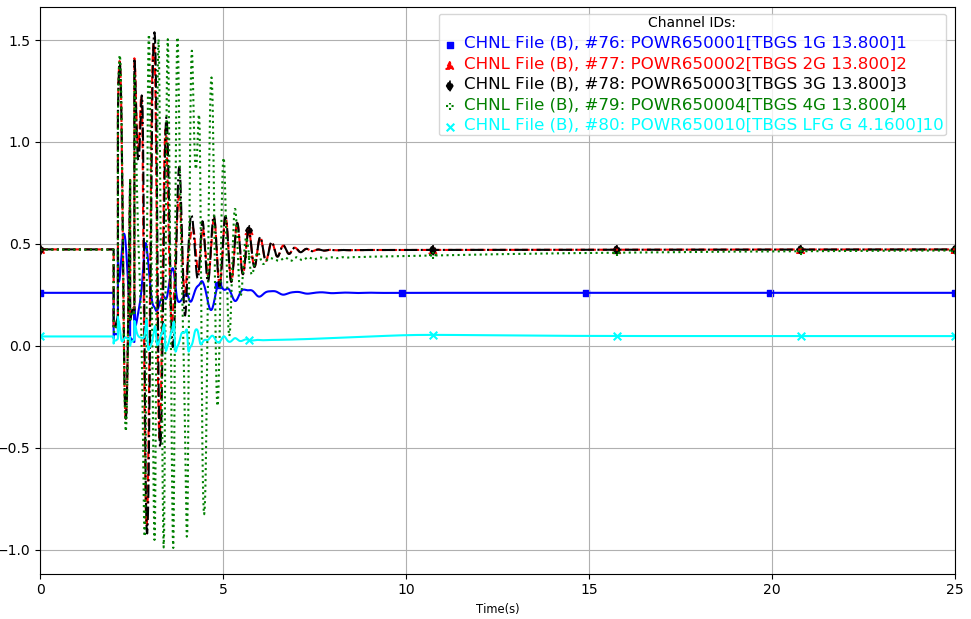 Channel IDs:
CHNL File (B), #76: POWR650001[TBGS 1G 13.800]1
CHNL File (B), #77: POWR650002[TBGS 2G 13.800]2
CHNL File (B), #78: POWR650003[TBGS 3G 13.800]3
CHNL File (B), #79: POWR650004[TBGS 4G 13.800]4
CHNL File (B), #80: POWR650010[TBGS LFG G 4.1600]10
1.5
1.0
0.5
0.0
−0.5
−1.0
0 5 10 15 20 25
Time(s)